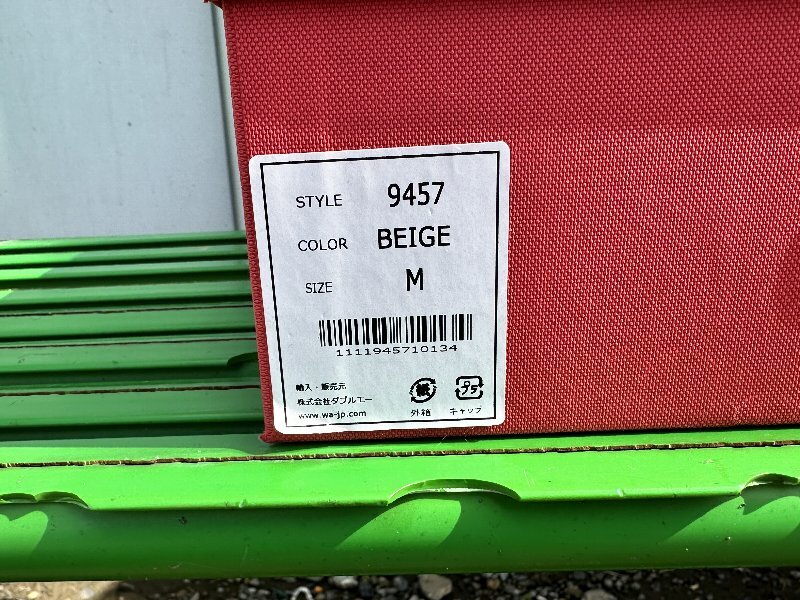 STYLE 9457
COLOR BEIGE
SIZE M
1111945710134
輸入・販売元
株式会社ダブルエー
www.wa-jp.com
紙 プラ
外箱 キャップ